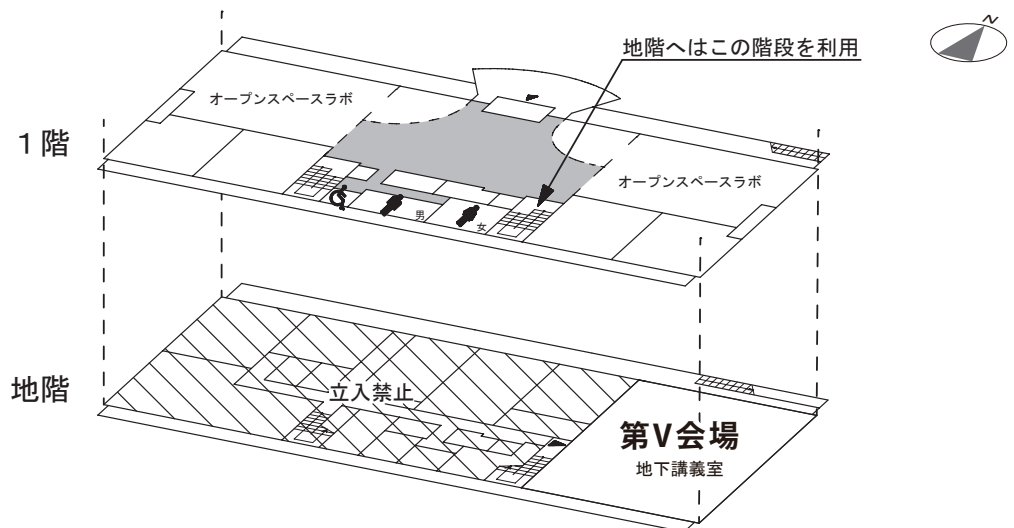 地階へはこの階段を利用
N
オープンスペースラボ
1階
オープンスペースラボ
男
女
地階
立入禁止
第V会場
地下講義室